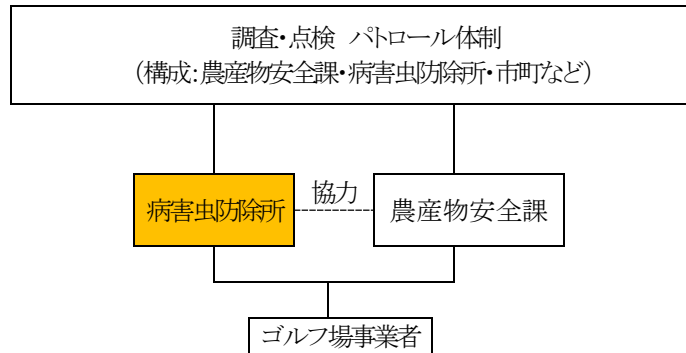 調査・点検 パトロール体制
（構成：農産物安全課・病害虫防除所・市町など）
病害虫防除所
協力
農産物安全課
ゴルフ場事業者